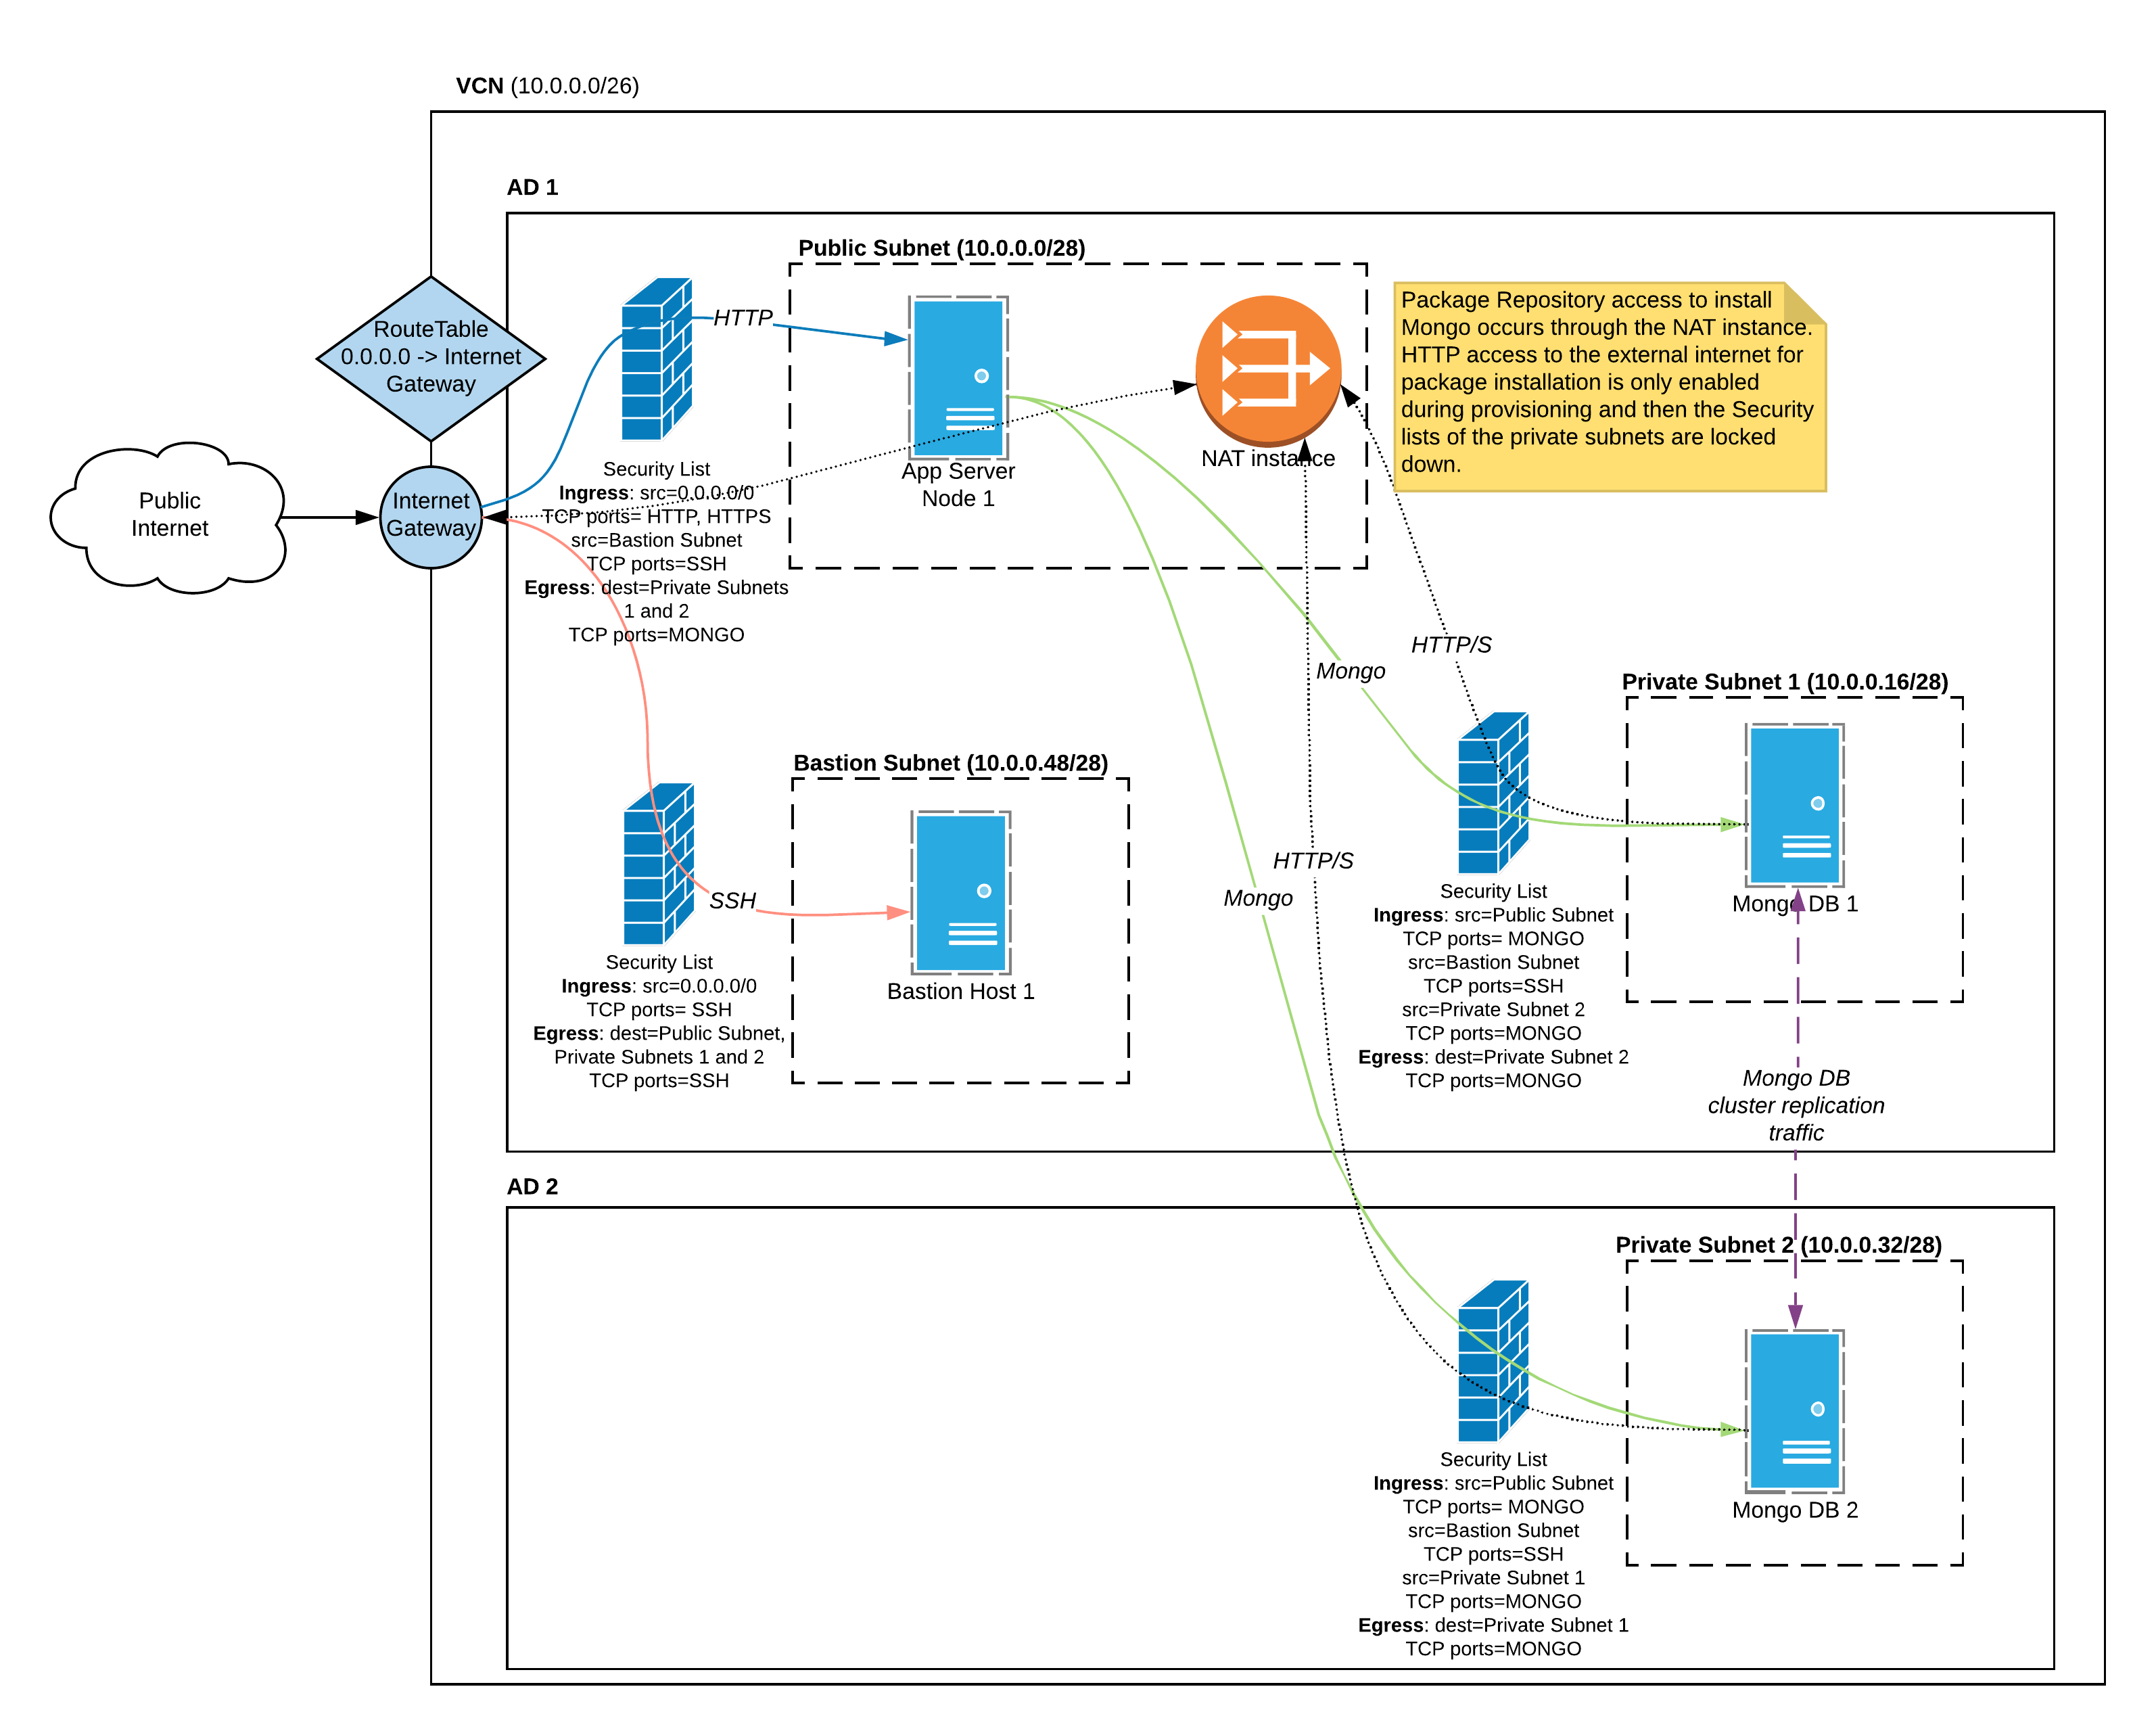 VCN (10.0.0.0/26)
AD 1
Public Subnet (10.0.0.0/28)
RouteTable
0.0.0.0 -> Internet
Gateway
Public
Internet
Internet
Gateway
HTTP
Security List
Ingress: src=0.0.0.0/0
TCP ports= HTTP, HTTPS
src=Bastion Subnet
TCP ports=SSH
Egress: dest=Private Subnets
1 and 2
TCP ports=MONGO
App Server
Node 1
NAT instance
Package Repository access to install
Mongo occurs through the NAT instance.
HTTP access to the external internet for
package installation is only enabled
during provisioning and then the Security
lists of the private subnets are locked
down.
HTTP/S
Mongo
Private Subnet 1 (10.0.0.16/28)
Bastion Subnet (10.0.0.48/28)
SSH
Bastion Host 1
Security List
Ingress: src=0.0.0.0/0
TCP ports= SSH
Egress: dest=Public Subnet,
Private Subnets 1 and 2
TCP ports=SSH
HTTP/S
Mongo
Security List
Ingress: src=Public Subnet
TCP ports= MONGO
src=Bastion Subnet
TCP ports=SSH
src=Private Subnet 2
TCP ports=MONGO
Egress: dest=Private Subnet 2
TCP ports=MONGO
Mongo DB 1
Mongo DB
cluster replication
traffic
AD 2
Private Subnet 2 (10.0.0.32/28)
Security List
Ingress: src=Public Subnet
TCP ports= MONGO
src=Bastion Subnet
TCP ports=SSH
src=Private Subnet 1
TCP ports=MONGO
Egress: dest=Private Subnet 1
TCP ports=MONGO
Mongo DB 2